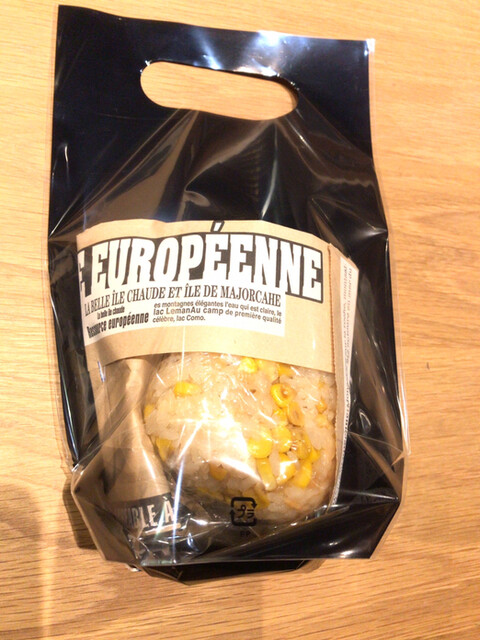 E EUROPÉENNE
LA BELLE ÎLE CHAUDE ET ÎLE DE MAJORCAHE
la belle île chaude
européenne
es montagnes élégantes l'eau qui est claire, le
lac LemanAu camp de première qualité
célèbre, lac Como.
ABLE À